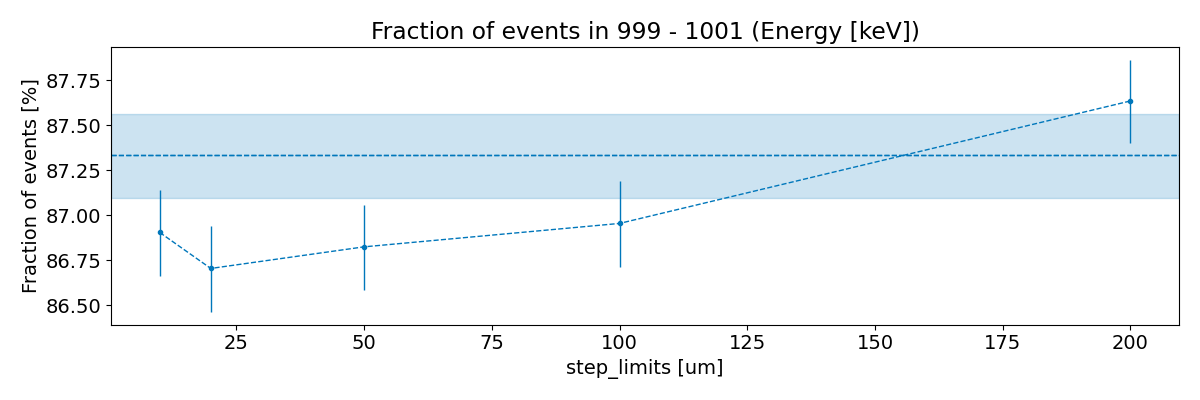 Fraction of events in 999 - 1001 (Energy [keV])
Fraction of events [%]
87.75
87.50
87.25
87.00
86.75
86.50
25 50 75 100 125 150 175 200
step_limits [um]